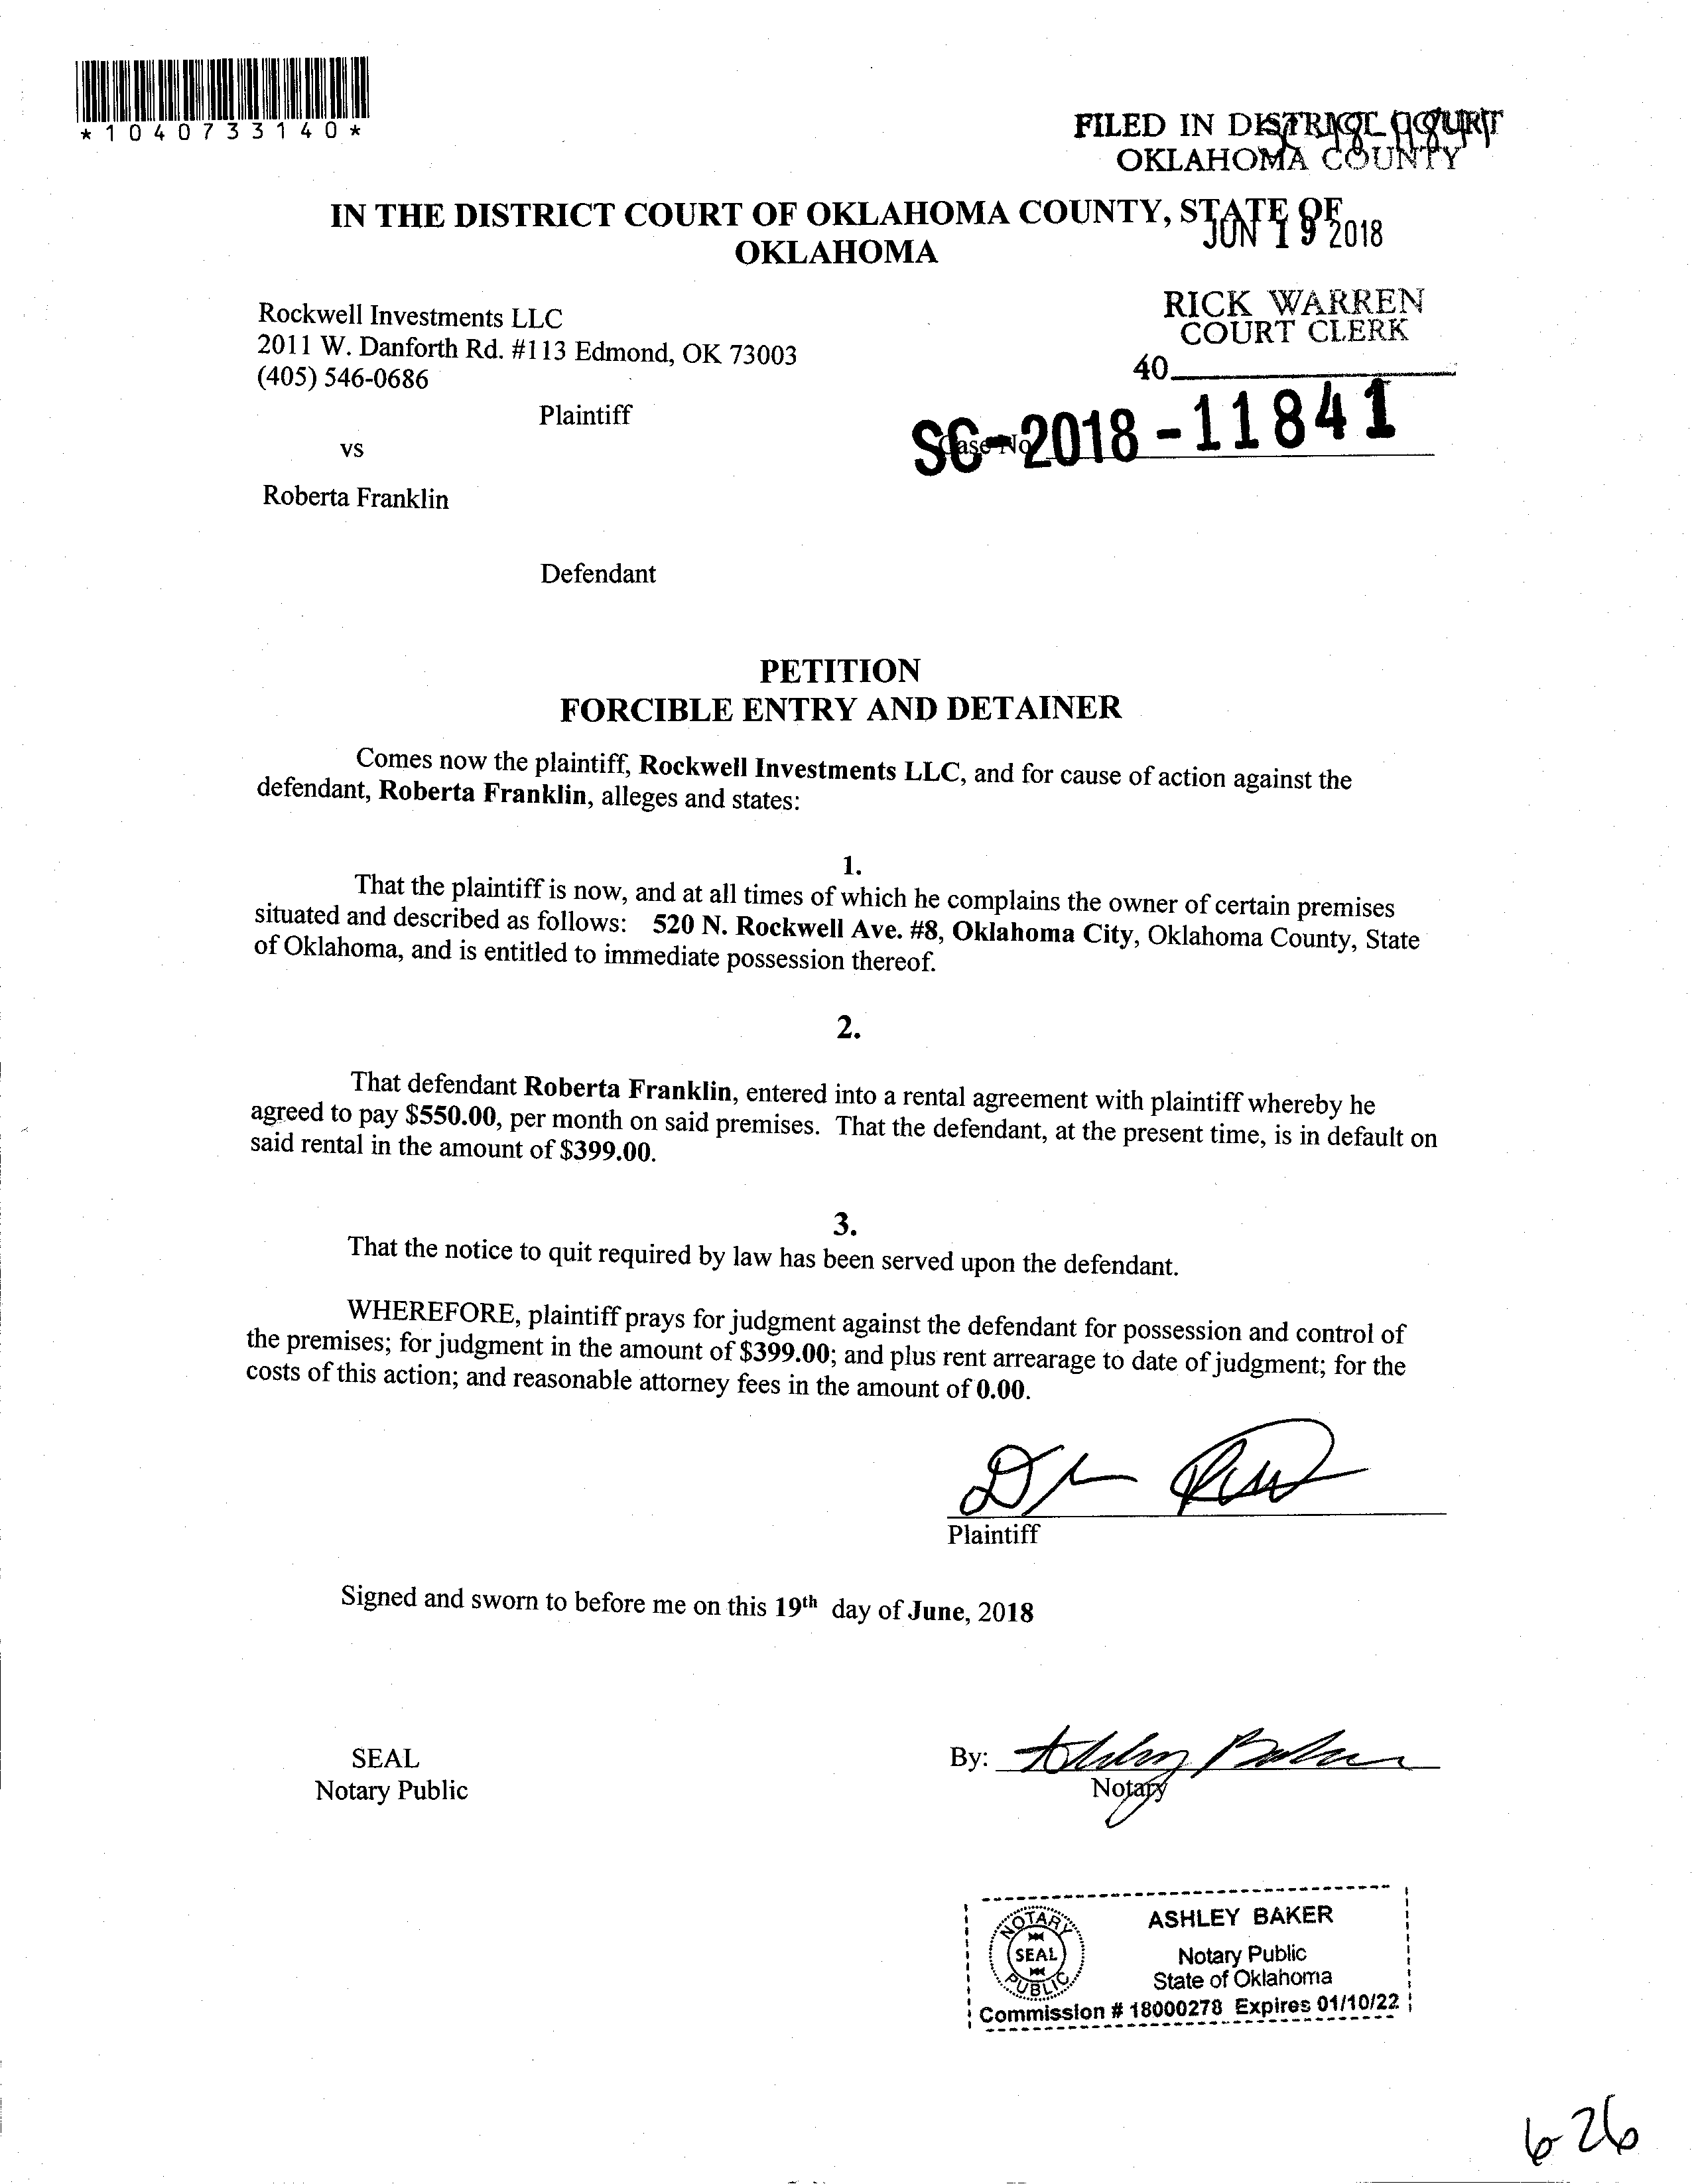 *1040733140*
FILED IN DISTRICT COURT
OKLAHOMA COUNTY
IN THE DISTRICT COURT OF OKLAHOMA COUNTY, STATE OF
OKLAHOMA
JUN 19 2018
Rockwell Investments LLC
2011 W. Danforth Rd. #113 Edmond, OK 73003
(405) 546-0686
RICK WARREN
COURT CLERK
40
Plaintiff
vs
Case No
SC-2018-11841
Roberta Franklin
Defendant
PETITION
FORCIBLE ENTRY AND DETAINER
Comes now the plaintiff, Rockwell Investments LLC, and for cause of action against the
defendant, Roberta Franklin, alleges and states:
1.
That the plaintiff is now, and at all times of which he complains the owner of certain premises
situated and described as follows: 520 N. Rockwell Ave. #8, Oklahoma City, Oklahoma County, State
of Oklahoma, and is entitled to immediate possession thereof.
2.
That defendant Roberta Franklin, entered into a rental agreement with plaintiff whereby he
agreed to pay $550.00, per month on said premises. That the defendant, at the present time, is in default on
said rental in the amount of $399.00.
3.
That the notice to quit required by law has been served upon the defendant.
WHEREFORE, plaintiff prays for judgment against the defendant for possession and control of
the premises; for judgment in the amount of $399.00; and plus rent arrearage to date of judgment; for the
costs of this action; and reasonable attorney fees in the amount of 0.00.
Plaintiff
Signed and sworn to before me on this 19th day of June, 2018
SEAL
Notary Public
By: Ashley Baker
Notary
NOTARY
SEAL
PUBLIC
ASHLEY BAKER
Notary Public
State of Oklahoma
Commission # 18000278 Expires 01/10/22
6-26